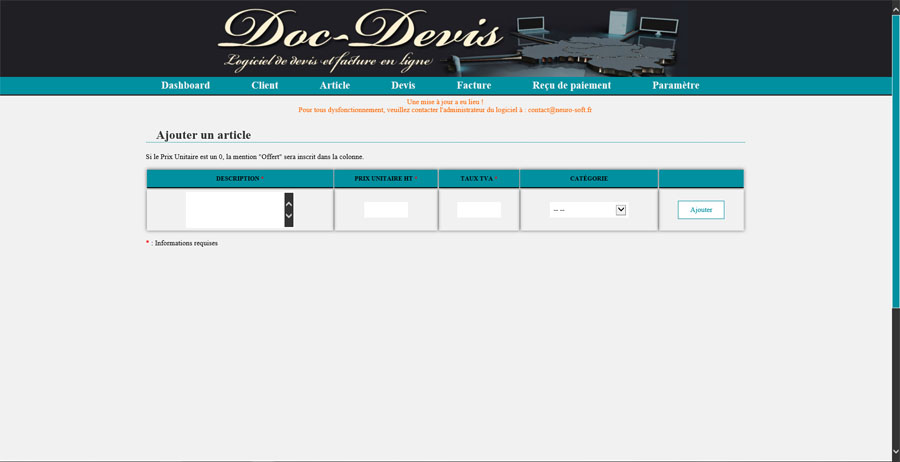 Doc-Devis
Logiciel de devis et facture en ligne
Dashboard Client Article Devis Facture Reçu de paiement Paramètre
Une mise à jour a eu lieu !
Pour tous dysfonctionnement, veuillez contacter l'administrateur du logiciel à : contact@neuro-soft.fr
Ajouter un article
Si le Prix Unitaire est un 0, la mention "Offert" sera inscrit dans la colonne.
DESCRIPTION * PRIX UNITAIRE HT * TAUX TVA * CATÉGORIE
-- -- Ajouter
* : Informations requises